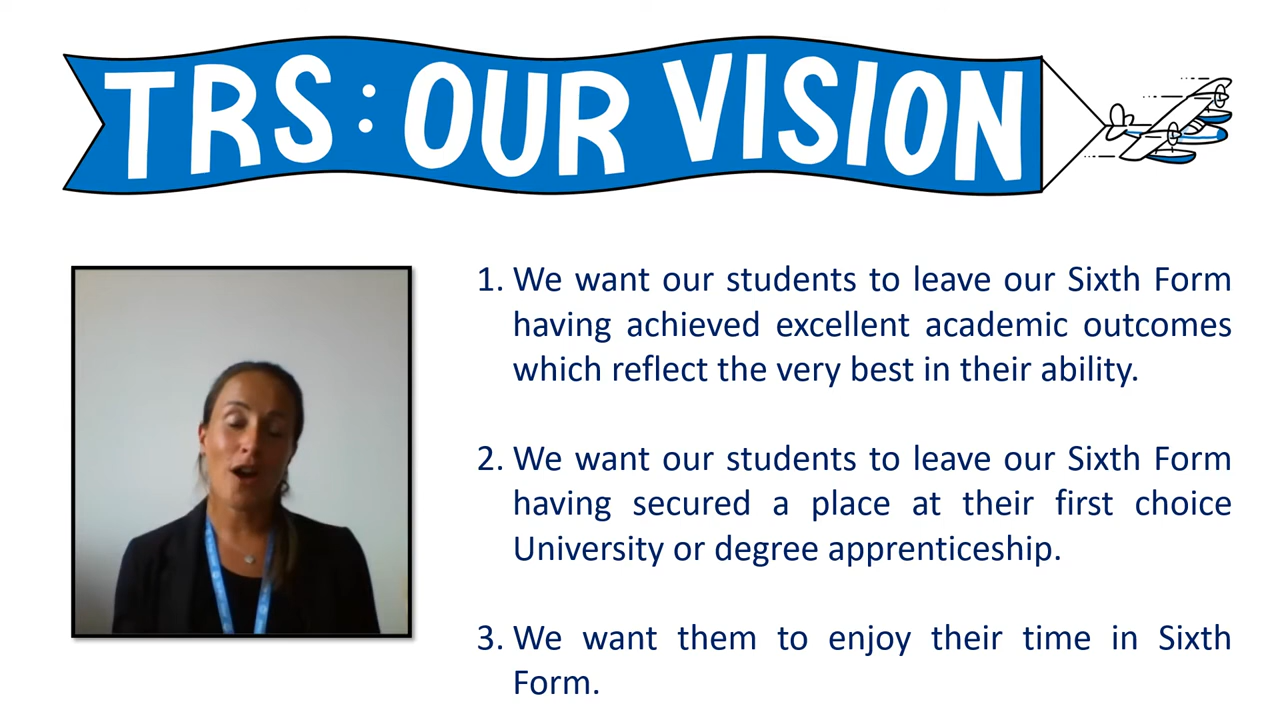 TRS: OUR VISION
1. We want our students to leave our Sixth Form
having achieved excellent academic outcomes
which reflect the very best in their ability.
2. We want our students to leave our Sixth Form
having secured a place at their first choice
University or degree apprenticeship.
3. We want them to enjoy their time in Sixth
Form.